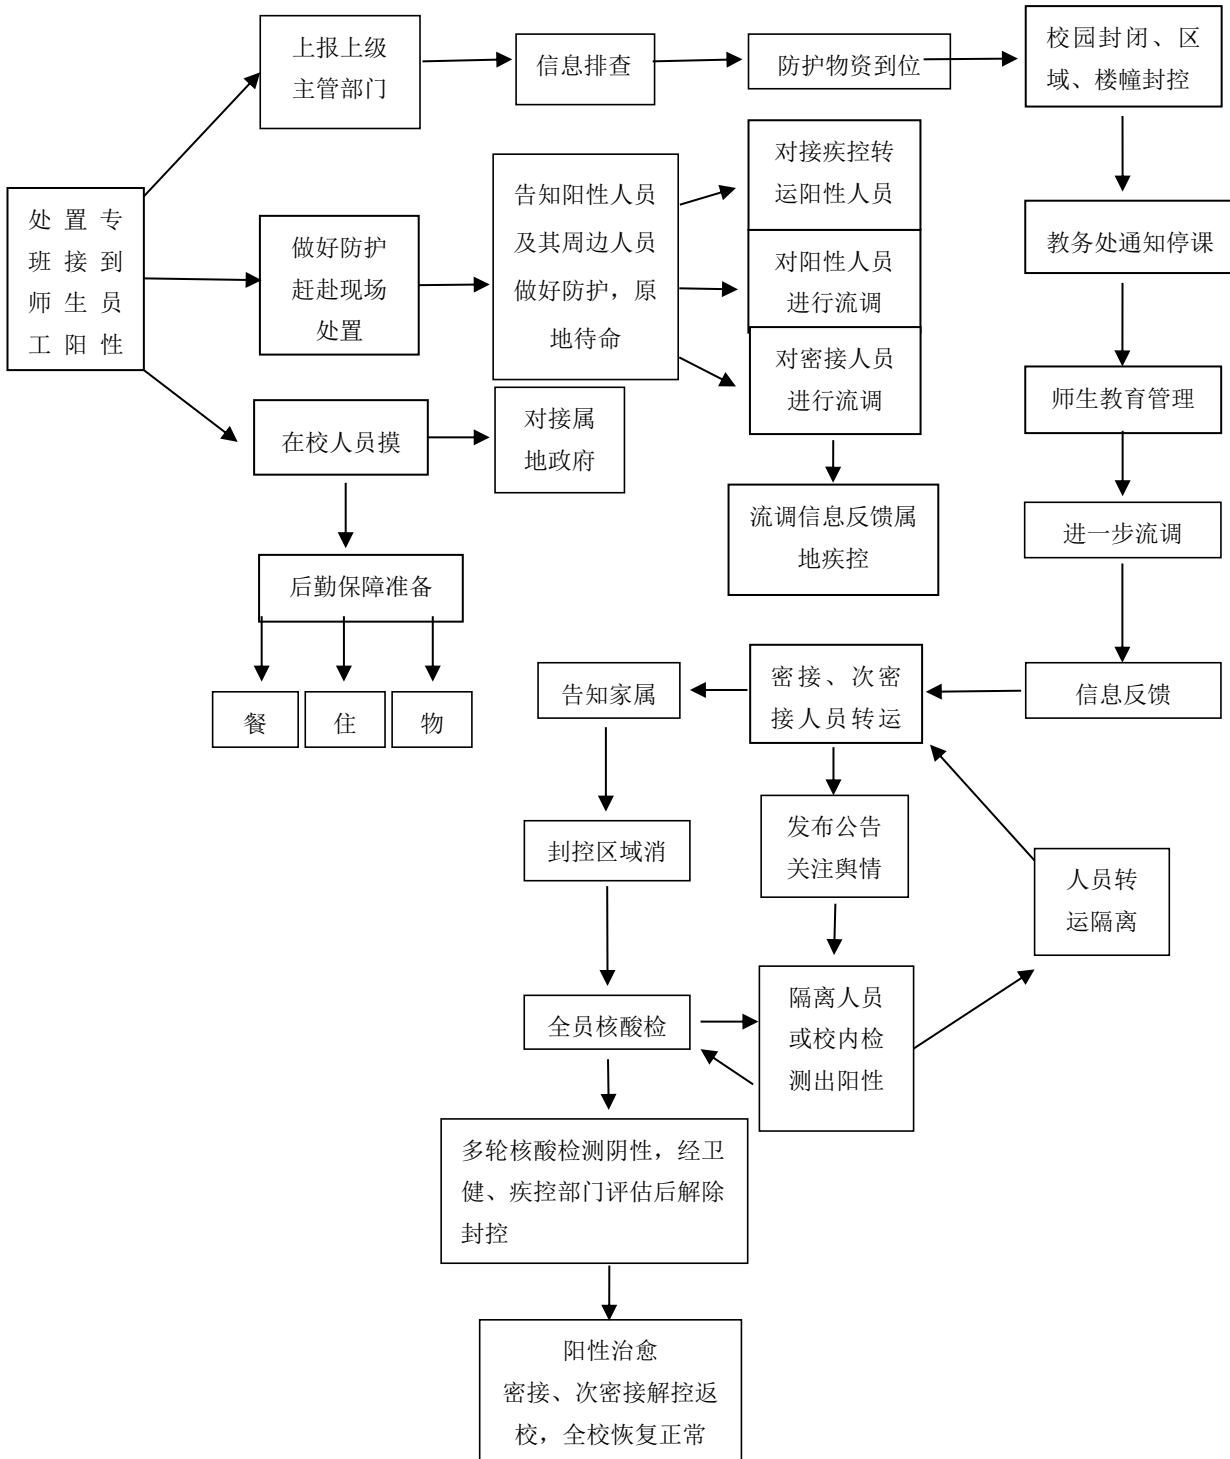 上报上级
主管部门
信息排查
防护物资到位
校园封闭、区
域、楼幢封控
处置专
班接到
师生员
工阳性
做好防护
赶赴现场
处置
告知阳性人员
及其周边人员
做好防护，原
地待命
对接疾控转
运阳性人员
对阳性人员
进行流调
对密接人员
进行流调
教务处通知停课
师生教育管理
在校人员摸
对接属
地政府
流调信息反馈属
地疾控
进一步流调
后勤保障准备
餐
住
物
告知家属
密接、次密
接人员转运
信息反馈
封控区域消
发布公告
关注舆情
人员转
运隔离
全员核酸检
隔离人员
或校内检
测出阳性
多轮核酸检测阴性，经卫
健、疾控部门评估后解除
封控
阳性治愈
密接、次密接解控返
校，全校恢复正常